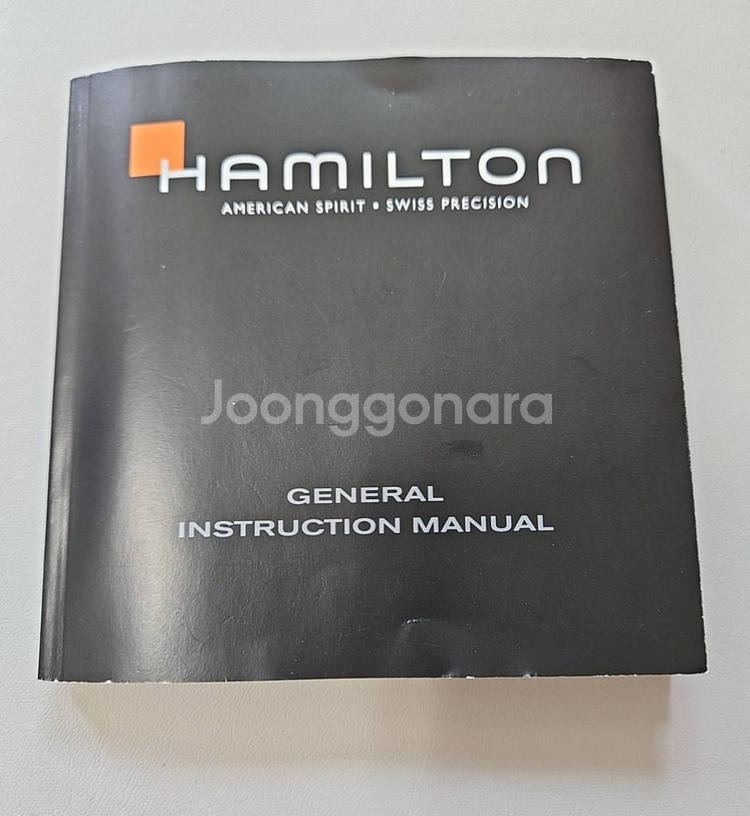 HAMILTON
AMERICAN SPIRIT • SWISS PRECISION
Joonggonara
GENERAL
INSTRUCTION MANUAL